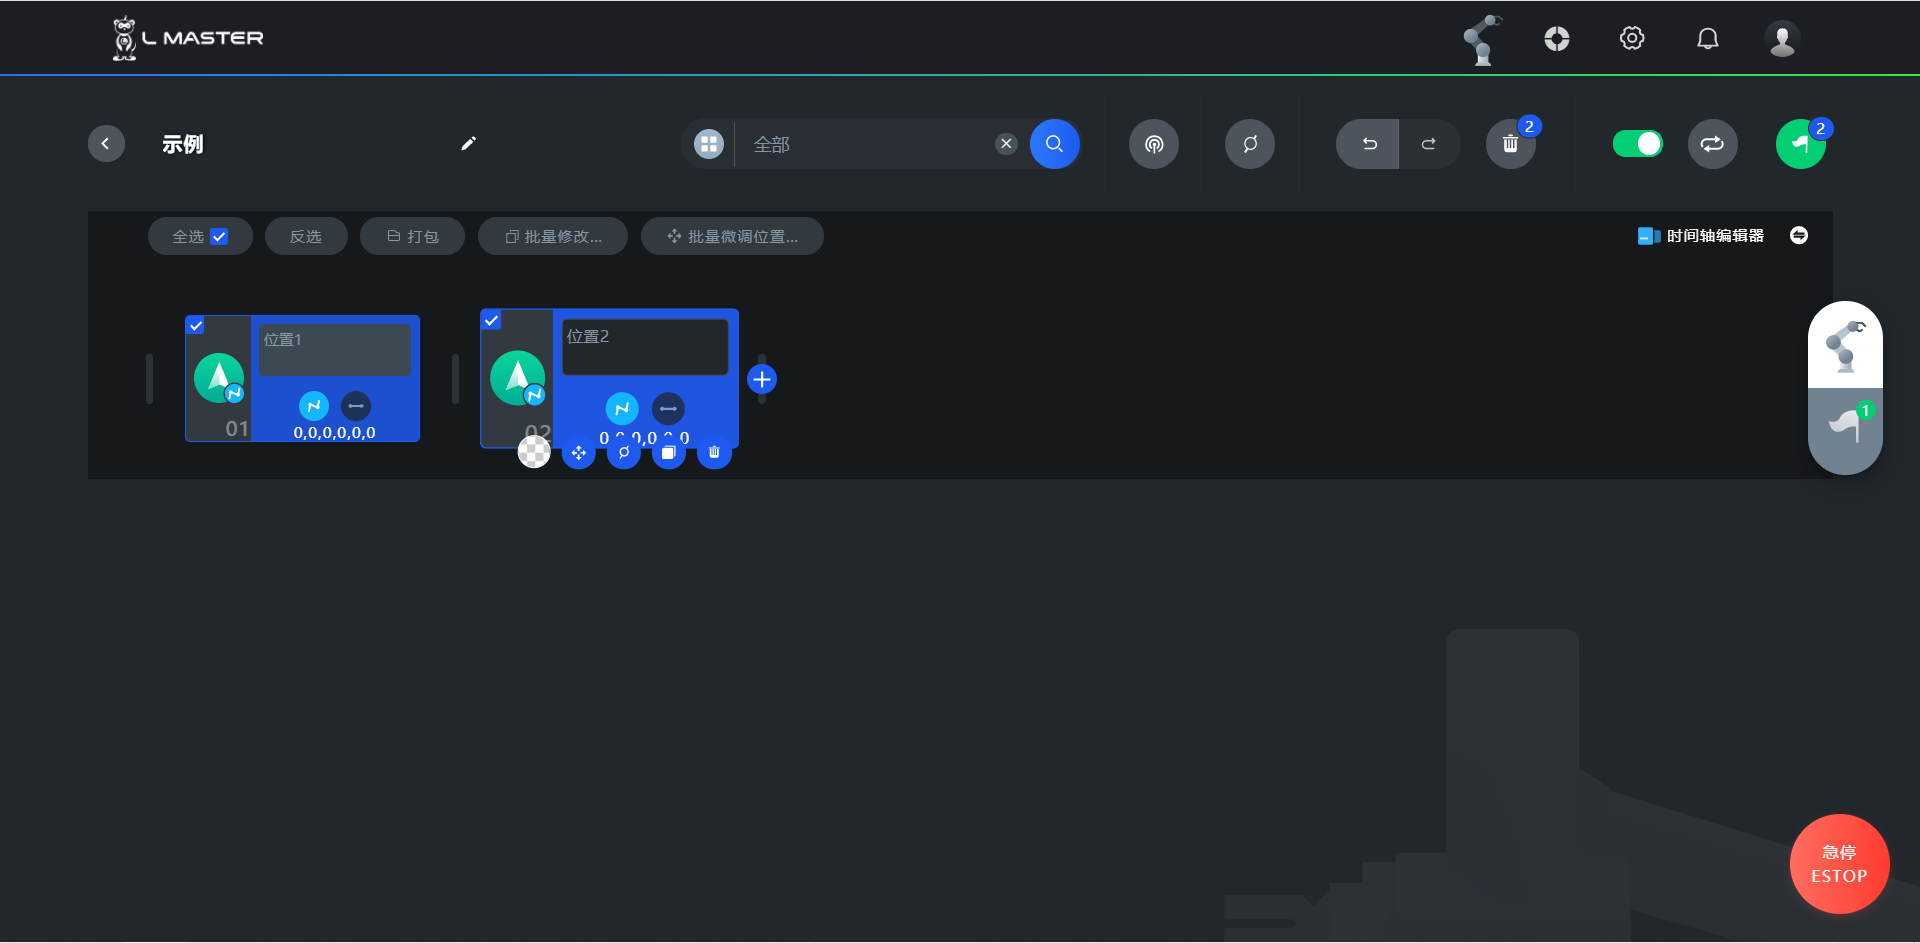 L MASTER
示例
全部
2
2
全选
反选
打包
批量修改...
批量微调位置...
时间轴编辑器
位置1
01
0,0,0,0,0,0
位置2
02
0,0,0,0,0,0
1
急停
ESTOP